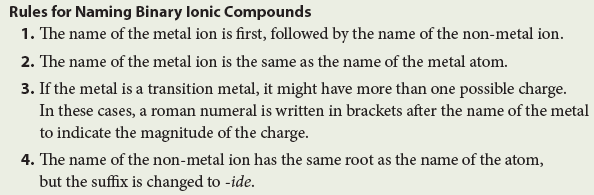 Rules for Naming Binary Ionic Compounds
1. The name of the metal ion is first, followed by the name of the non-metal ion.
2. The name of the metal ion is the same as the name of the metal atom.
3. If the metal is a transition metal, it might have more than one possible charge.
In these cases, a roman numeral is written in brackets after the name of the metal
to indicate the magnitude of the charge.
4. The name of the non-metal ion has the same root as the name of the atom,
but the suffix is changed to -ide.